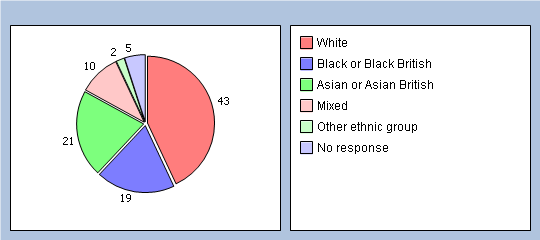 2
5
10
43
21
19
White
Black or Black British
Asian or Asian British
Mixed
Other ethnic group
No response